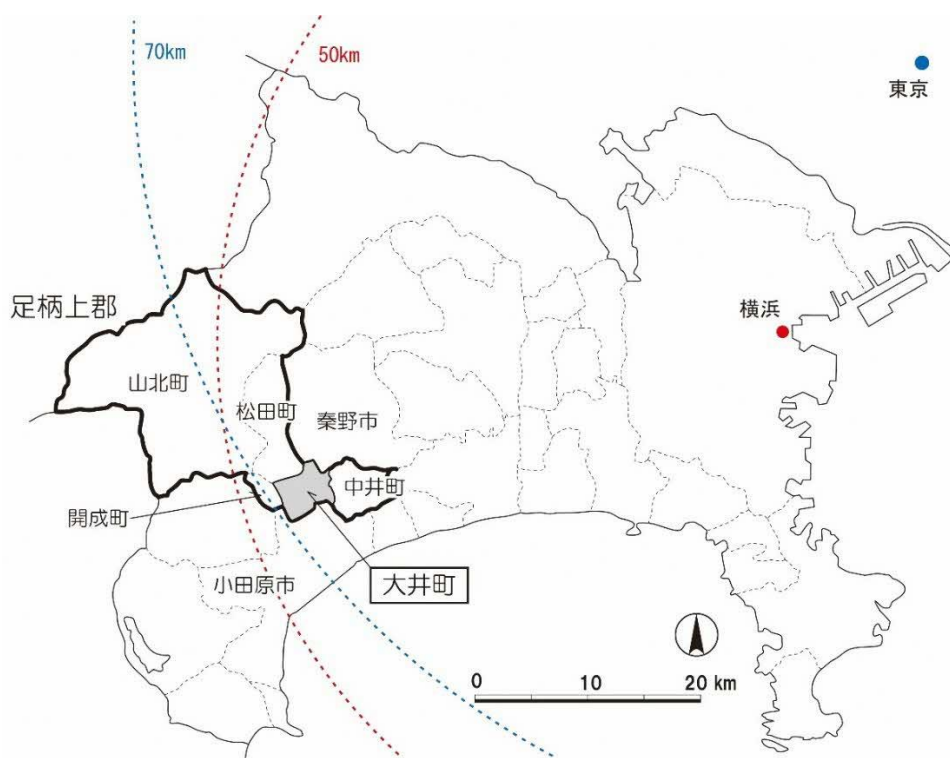 70km
50km
東京
足柄上郡
横浜
山北町
松田町
秦野市
中井町
開成町
小田原市
大井町
0
10
20 km